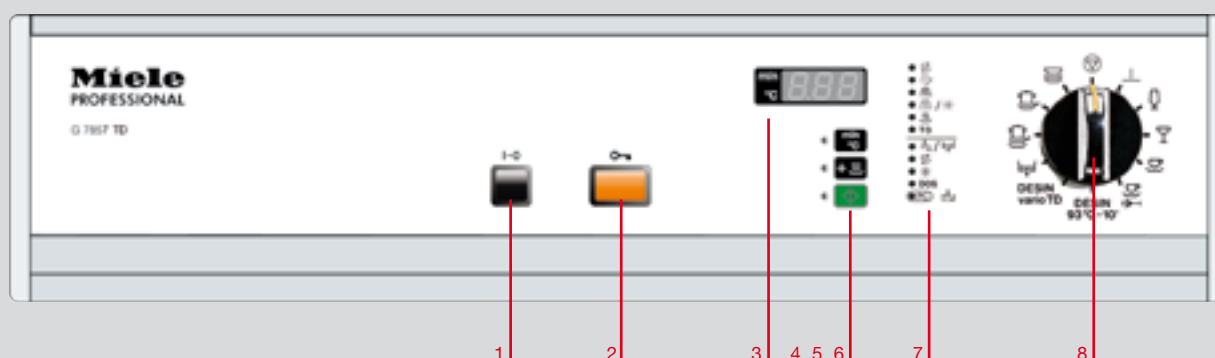 Miele
PROFESSIONAL
G 7857 TD
I-0
min
°C
888
min
°C
+
DOS
DESIN
vario TD
DESIN
93°C-10'
1 2 3 4 5 6 7 8